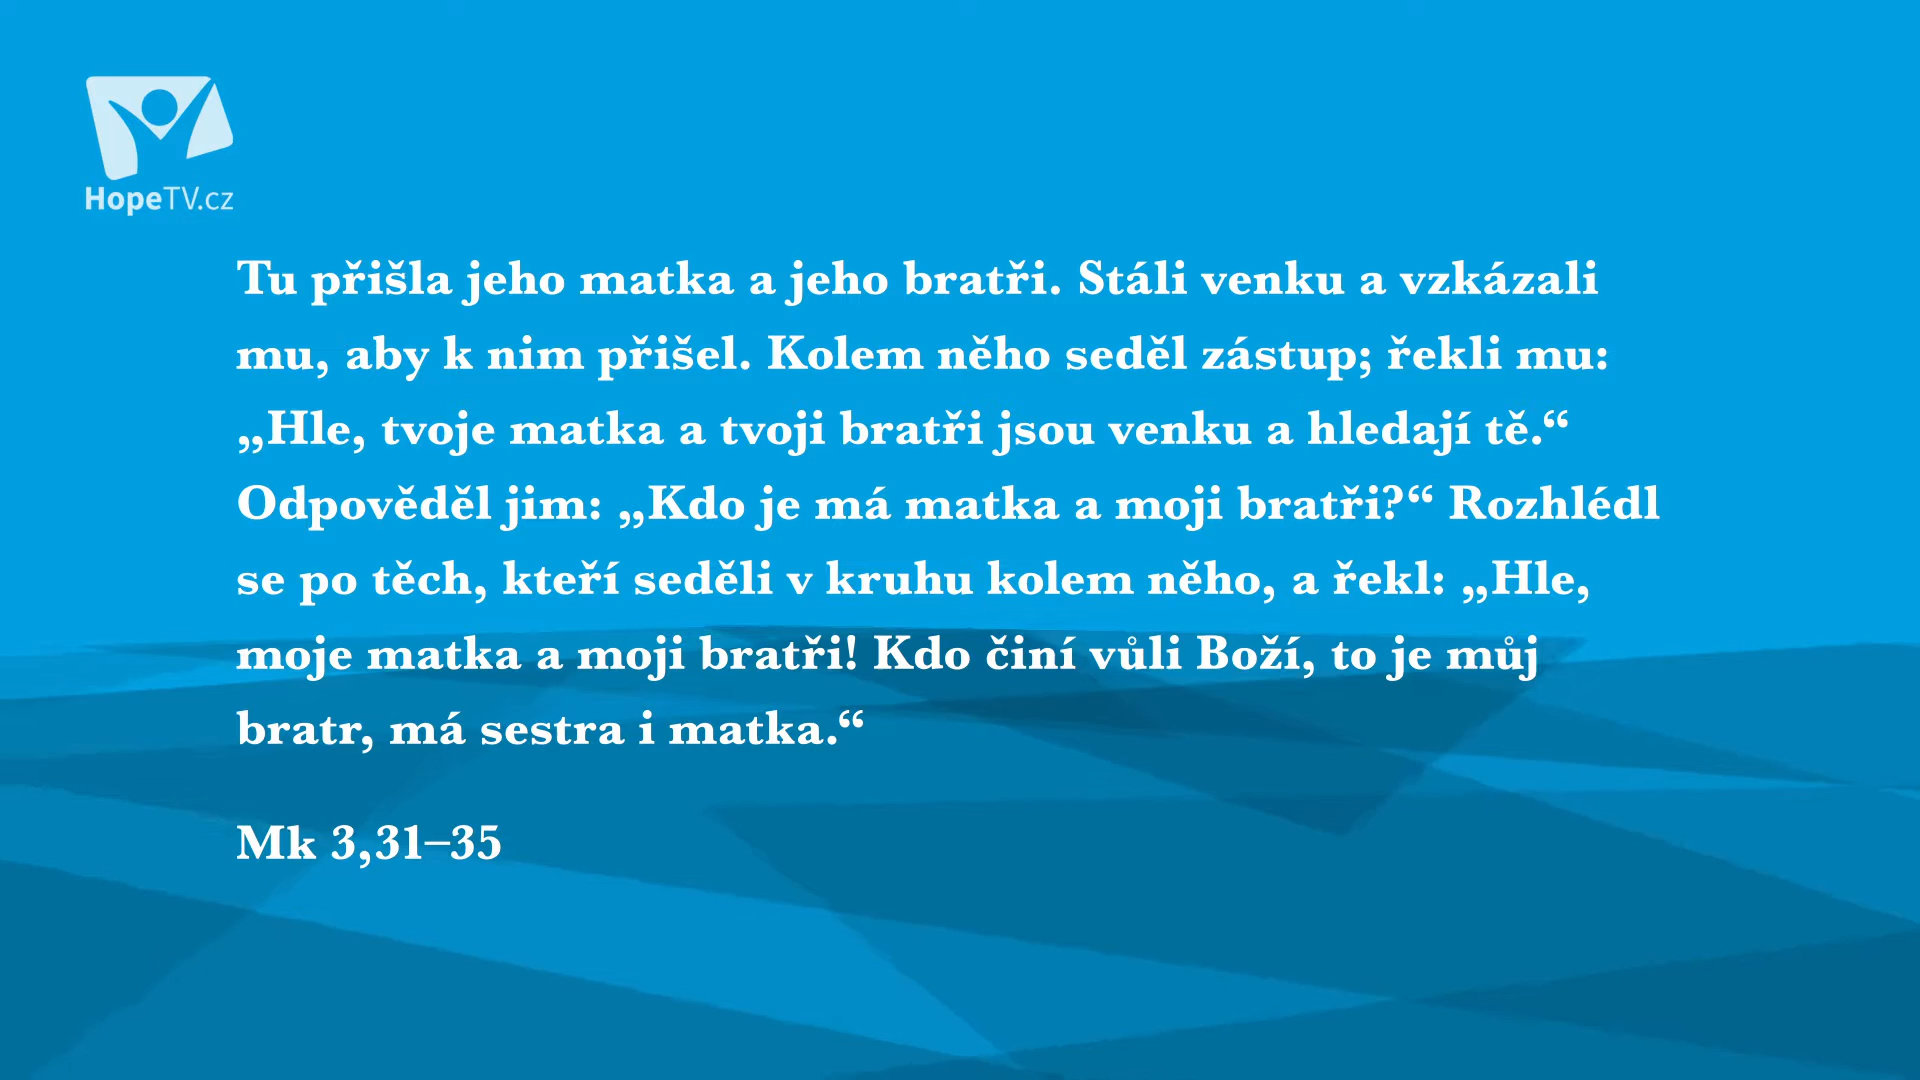 HopeTV.cz
Tu přišla jeho matka a jeho bratři. Stáli venku a vzkázali
mu, aby k nim přišel. Kolem něho seděl zástup; řekli mu:
„Hle, tvoje matka a tvoji bratři jsou venku a hledají tě.“
Odpověděl jim: „Kdo je má matka a moji bratři?“ Rozhlédl
se po těch, kteří seděli v kruhu kolem něho, a řekl: „Hle,
moje matka a moji bratři! Kdo činí vůli Boží, to je můj
bratr, má sestra i matka.“
Mk 3,31–35